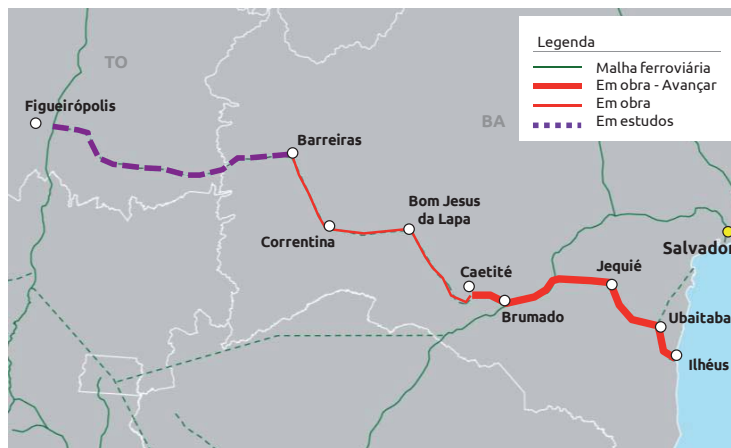 Legenda
Malha ferroviária
Em obra - Avançar
Em obra
Em estudos
TO
BA
Figueirópolis
Barreiras
Correntina
Bom Jesus
da Lapa
Caetité
Brumado
Jequié
Salvador
Ubaitaba
Ilhéus